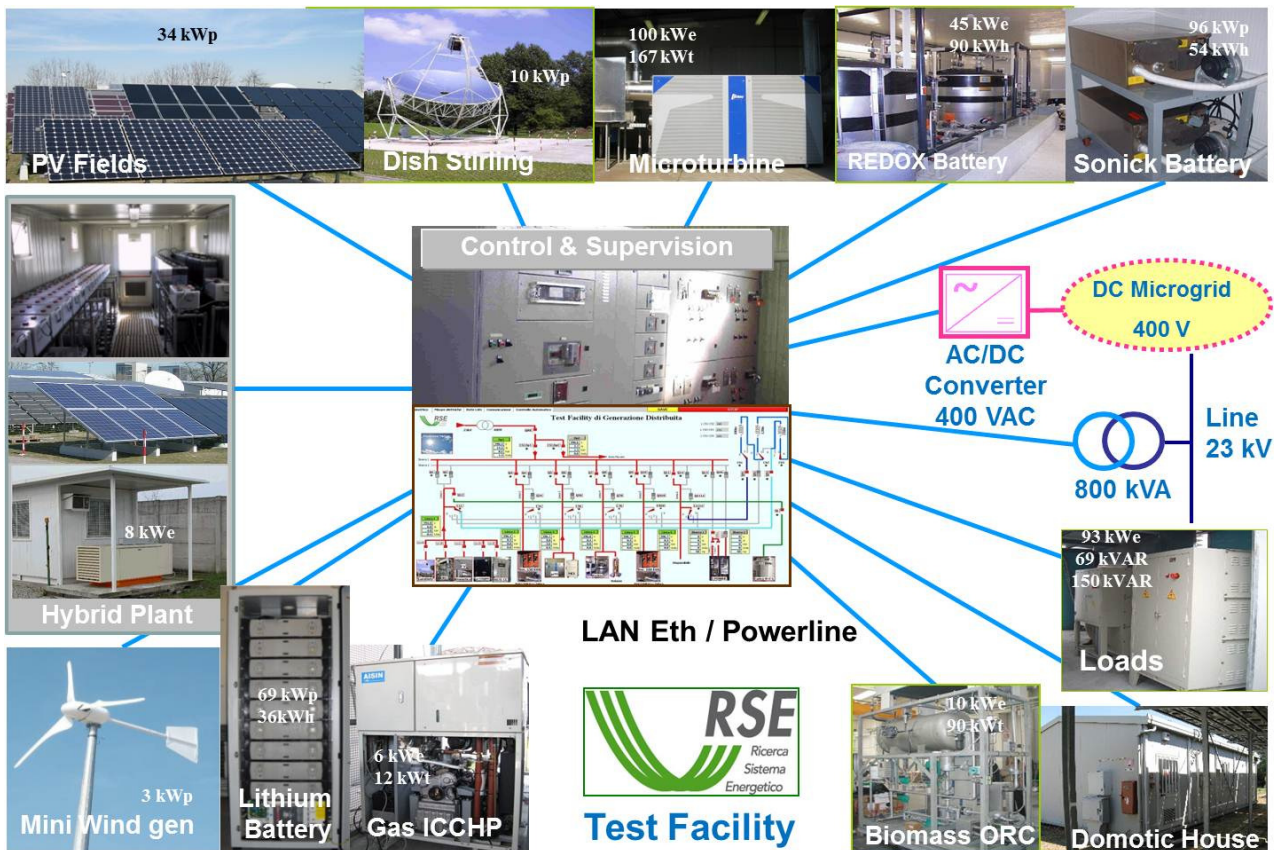 34 kWp
PV Fields
10 kWp
Dish Stirling
100 kWe
167 kWt
Microturbine
45 kWe
90 kWh
REDOX Battery
96 kWp
54 kWh
Sonick Battery
Control & Supervision
DC Microgrid
400 V
AC/DC
Converter
400 VAC
Line
23 kV
800 kVA
RSE
Test Facility di Generazione Distribuita
8 kWe
Hybrid Plant
93 kWe
69 kVAR
150 kVAR
Loads
LAN Eth / Powerline
3 kWp
Mini Wind gen
69 kWp
36kWh
Lithium
Battery
AISIN
6 kWe
12 kWt
Gas ICCHP
RSE
Ricerca
Sistema
Energetico
Test Facility
10 kWe
90 kWt
Biomass ORC
Domotic House